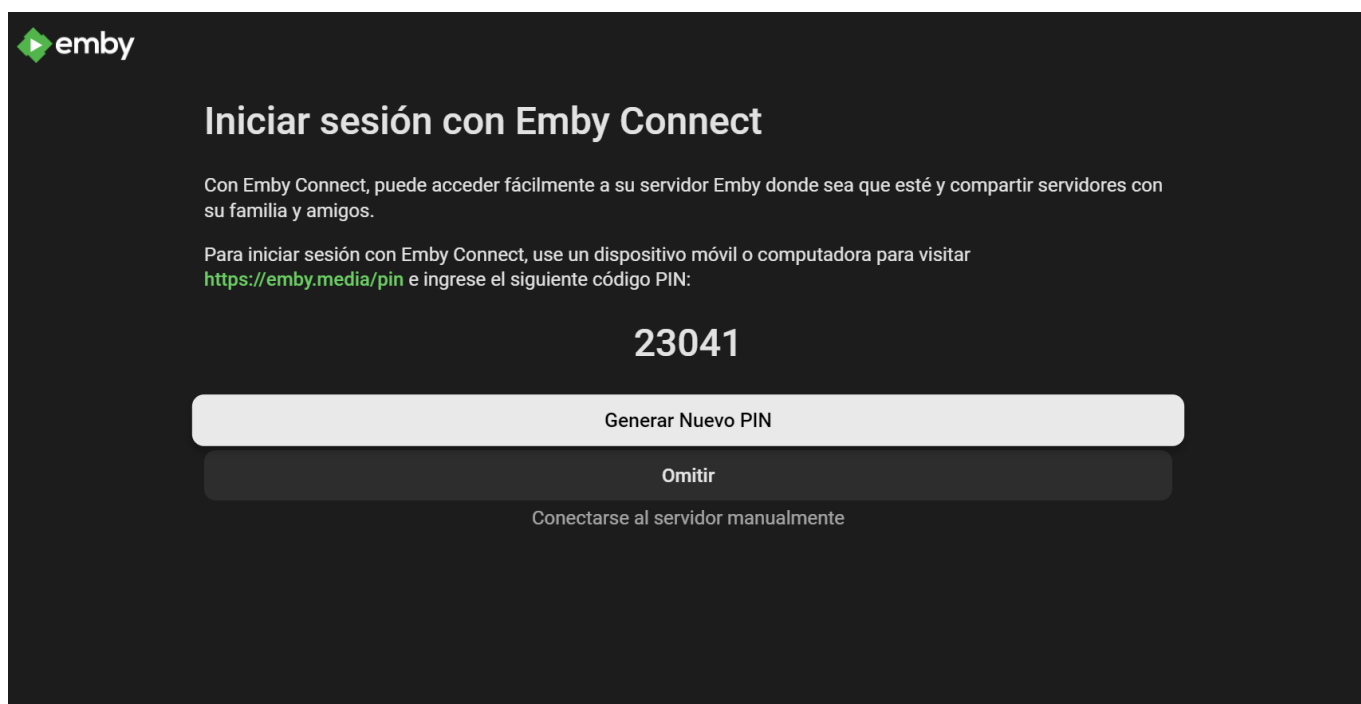 emby
Iniciar sesión con Emby Connect
Con Emby Connect, puede acceder fácilmente a su servidor Emby donde sea que esté y compartir servidores con
su familia y amigos.
Para iniciar sesión con Emby Connect, use un dispositivo móvil o computadora para visitar
https://emby.media/pin e ingrese el siguiente código PIN:
23041
Generar Nuevo PIN
Omitir
Conectarse al servidor manualmente